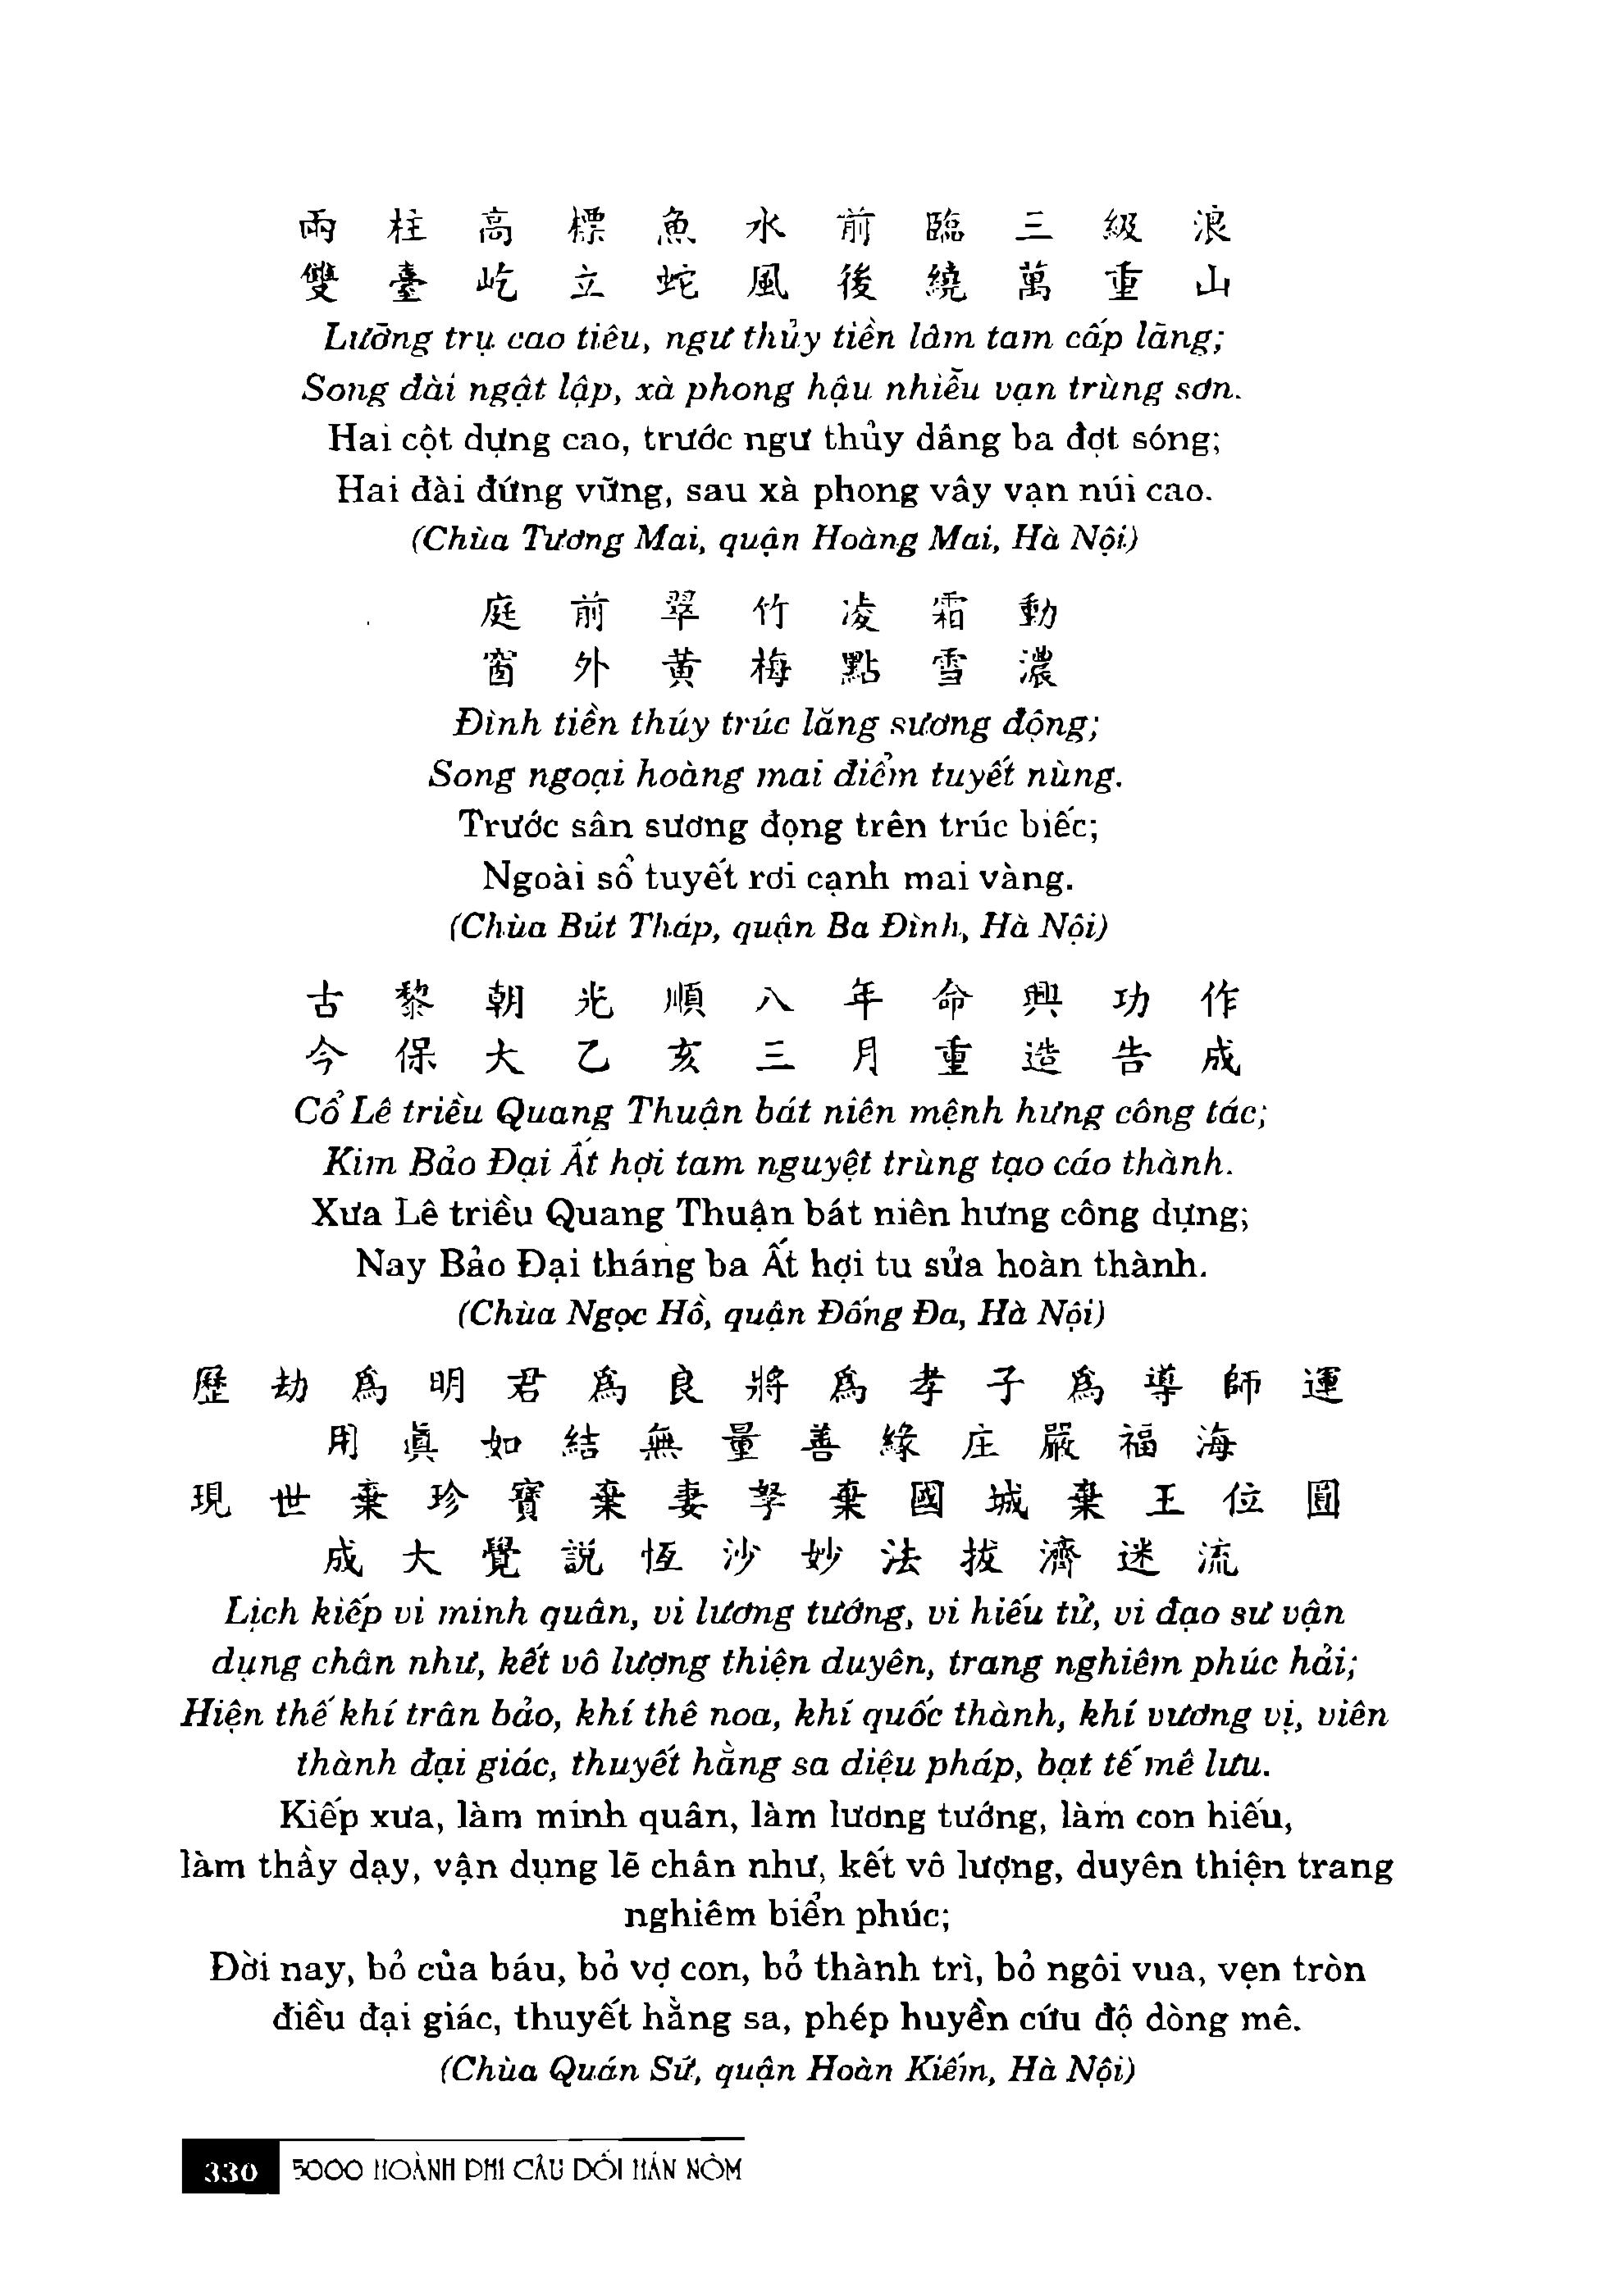 兩柱高標魚水前臨三級浪
雙臺屹立蛇風後繞萬重山
Lưỡng trụ cao tiêu, ngư thủy tiền lâm tam cấp lãng;
Song đài ngật lập, xà phong hậu nhiễu vạn trùng sơn.
Hai cột dựng cao, trước ngư thủy dâng ba đợt sóng;
Hai đài đứng vững, sau xà phong vây vạn núi cao.
(Chùa Tương Mai, quận Hoàng Mai, Hà Nội)
庭前翠竹凌霜動
窗外黃梅點雪濃
Đình tiền thúy trúc lăng sương động;
Song ngoại hoàng mai điểm tuyết nùng.
Trước sân sương đọng trên trúc biếc;
Ngoài sổ tuyết rơi cạnh mai vàng.
(Chùa Bút Tháp, quận Ba Đình, Hà Nội)
古黎朝光順八年命興功作
今保大乙亥三月重造告成
Cổ Lê triều Quang Thuận bát niên mệnh hưng công tác;
Kim Bảo Đại Ất hợi tam nguyệt trùng tạo cáo thành.
Xưa Lê triều Quang Thuận bát niên hưng công dựng;
Nay Bảo Đại tháng ba Ất hợi tu sửa hoàn thành.
(Chùa Ngọc Hồ, quận Đống Đa, Hà Nội)
歷劫爲明君爲良將爲孝子爲導師運
用眞如結無量善緣庄嚴福海
現世棄珍寶棄妻孥棄國城棄王位圓
成大覺説恆沙妙法拔濟迷流
Lịch kiếp vi minh quân, vi lương tướng, vi hiếu tử, vi đạo sư vận
dụng chân như, kết vô lượng thiện duyên, trang nghiêm phúc hải;
Hiện thế khí trân bảo, khí thê noa, khí quốc thành, khí vương vị, viên
thành đại giác, thuyết hằng sa diệu pháp, bạt tế mê lưu.
Kiếp xưa, làm minh quân, làm lương tướng, làm con hiếu,
làm thầy dạy, vận dụng lẽ chân như, kết vô lượng, duyên thiện trang
nghiêm biển phúc;
Đời nay, bỏ của báu, bỏ vợ con, bỏ thành trì, bỏ ngôi vua, vẹn tròn
điều đại giác, thuyết hằng sa, phép huyền cứu độ dòng mê.
(Chùa Quán Sứ, quận Hoàn Kiếm, Hà Nội)
330 5000 HOÀNH PHI CÂU ĐỐI HÁN NÔM